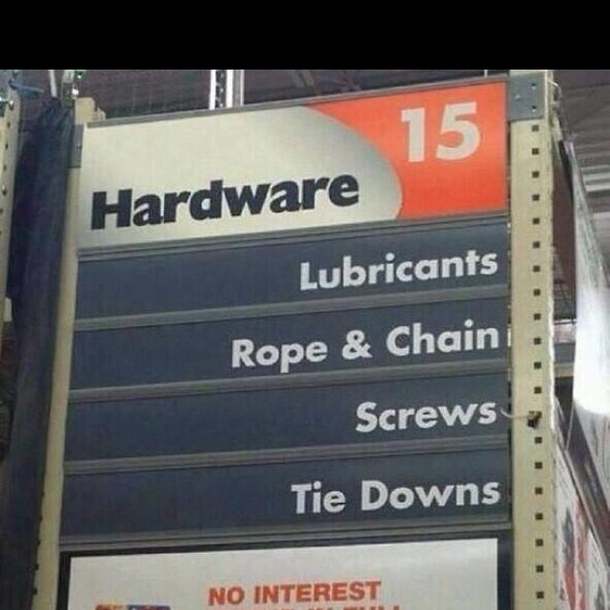 Hardware 15
Lubricants
Rope & Chain
Screws
Tie Downs
NO INTEREST